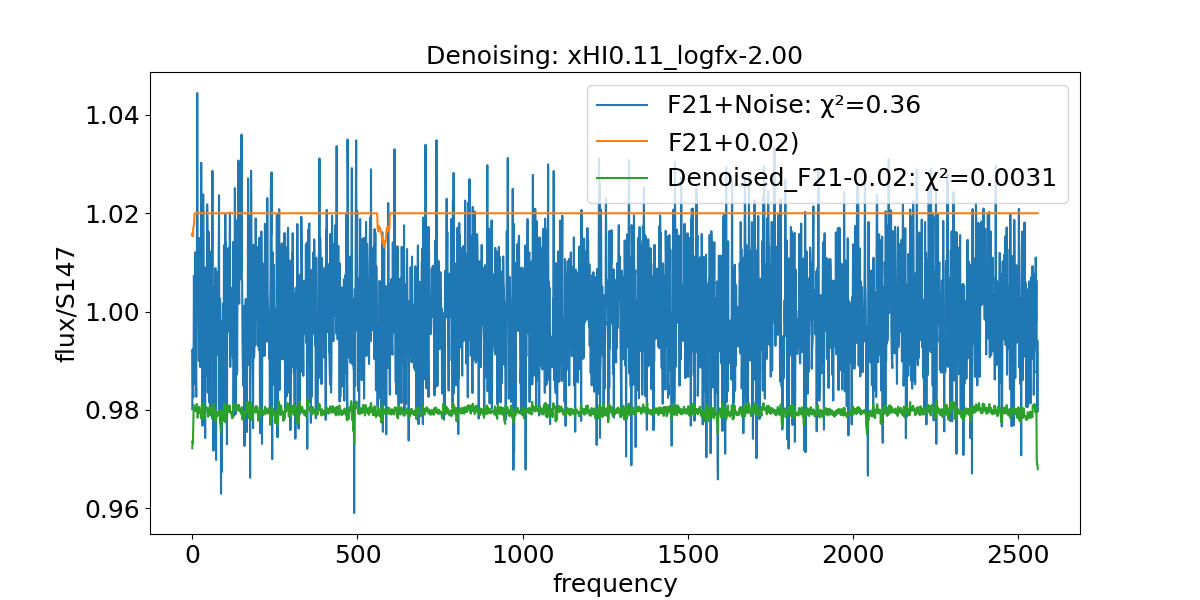 Denoising: xHI0.11_logfx-2.00
F21+Noise: χ²=0.36
F21+0.02)
Denoised_F21-0.02: χ²=0.0031
flux/S147
1.04
1.02
1.00
0.98
0.96
0 500 1000 1500 2000 2500
frequency